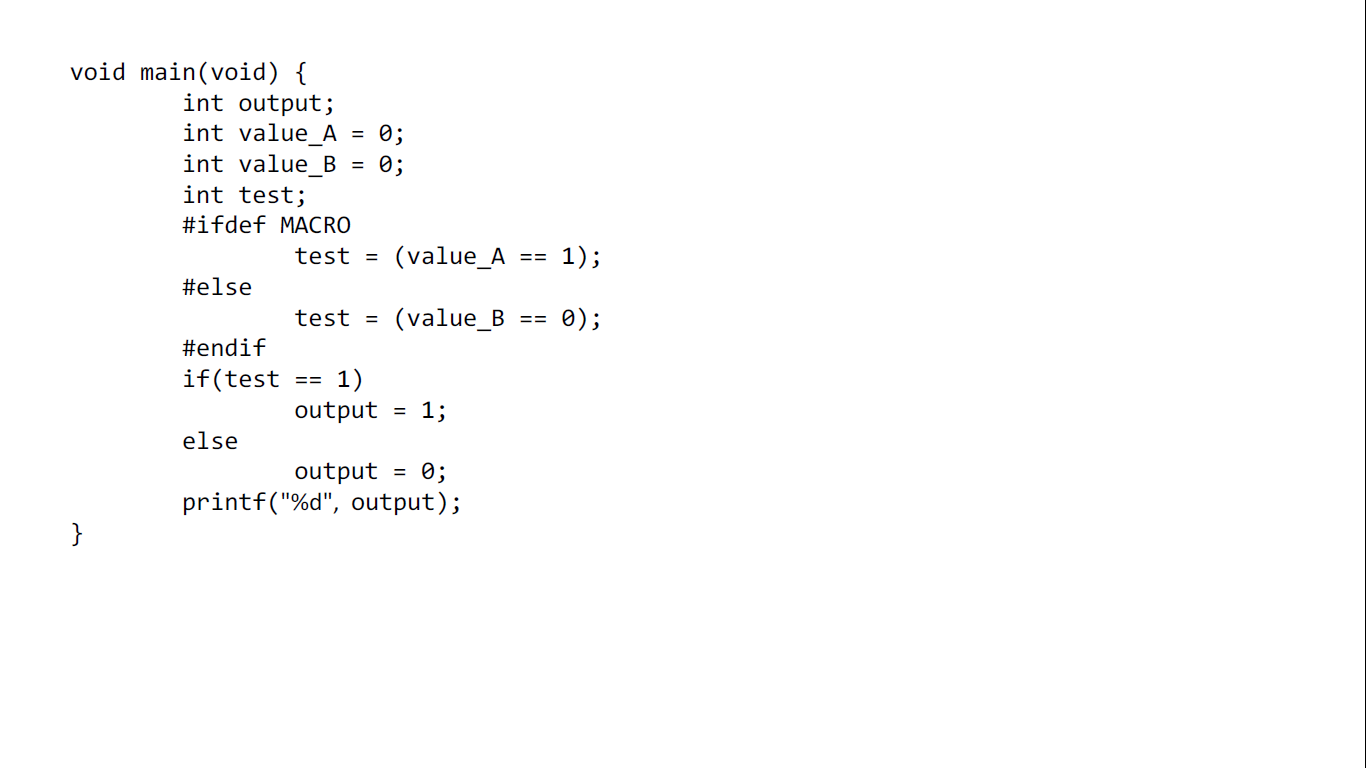 void main(void) {
int output;
int value_A = 0;
int value_B = 0;
int test;
#ifdef MACRO
test = (value_A == 1);
#else
test = (value_B == 0);
#endif
if(test == 1)
output = 1;
else
output = 0;
printf("%d", output);
}